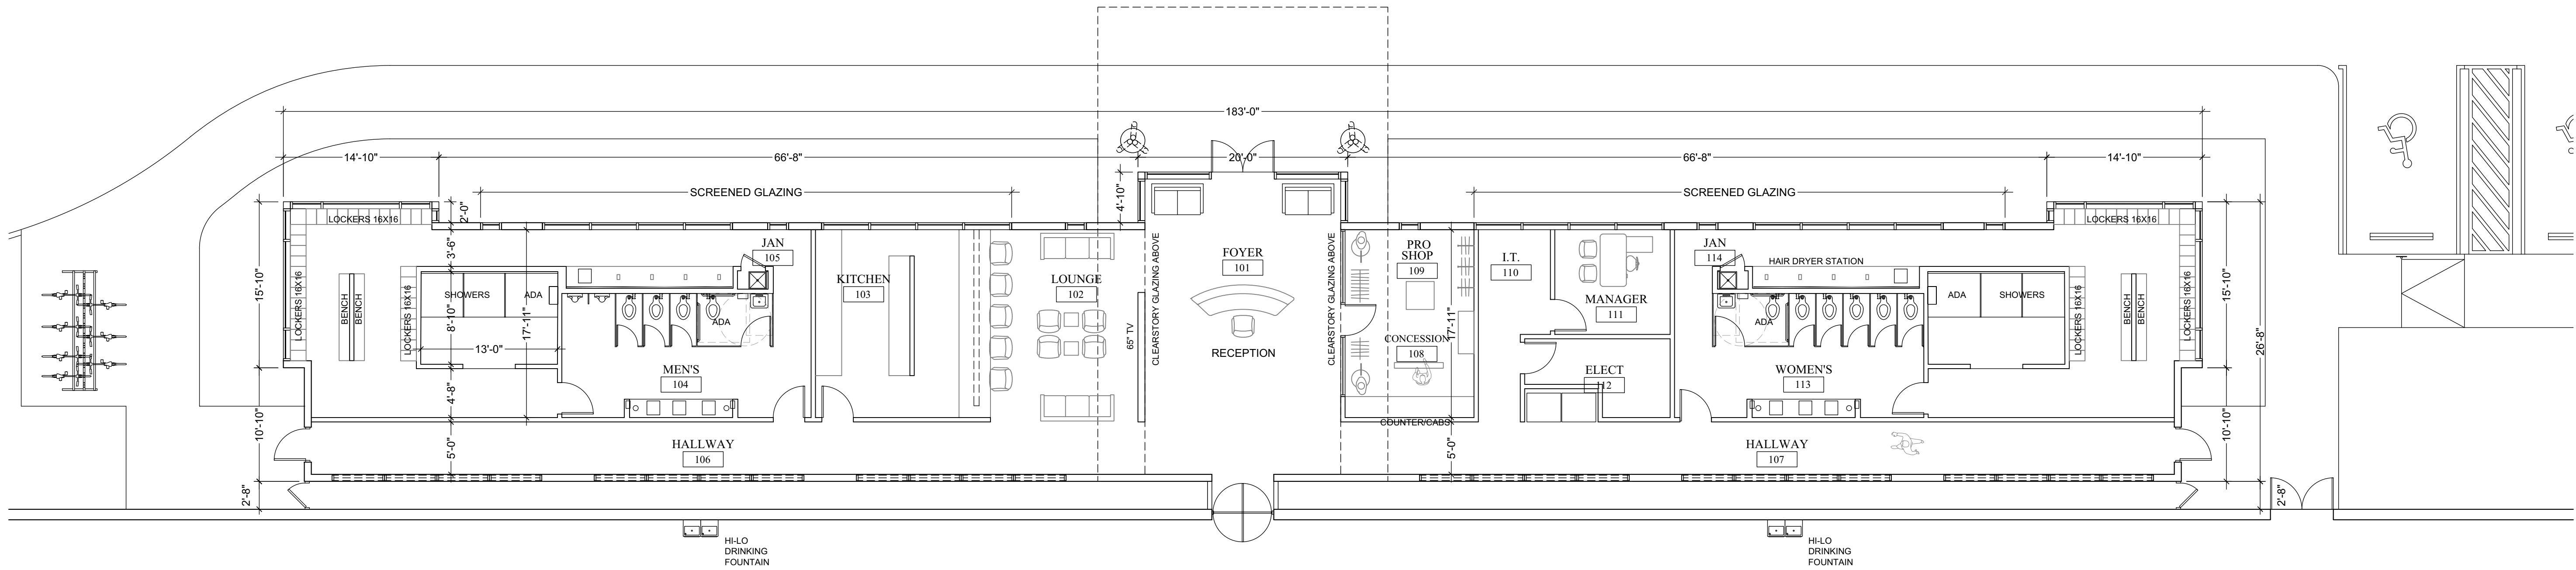 183'-0"
14'-10"
66'-8"
20'-0"
66'-8"
14'-10"
SCREENED GLAZING
SCREENED GLAZING
4'-10"
2'-0"
LOCKERS 16X16
LOCKERS 16X16
JAN
105
KITCHEN
103
LOUNGE
102
FOYER
101
PRO
SHOP
109
I.T.
110
MANAGER
111
JAN
114
HAIR DRYER STATION
3'-6"
15'-10"
LOCKERS 16X16
BENCH
BENCH
LOCKERS 16X16
SHOWERS
ADA
8'-10"
17'-11"
13'-0"
ADA
65" TV
CLEARSTORY GLAZING ABOVE
RECEPTION
CLEARSTORY GLAZING ABOVE
CONCESSION
108
17'-11"
ADA
ADA
SHOWERS
LOCKERS 16X16
BENCH
BENCH
LOCKERS 16X16
15'-10"
26'-8"
MEN'S
104
ELECT
112
WOMEN'S
113
4'-8"
10'-10"
5'-0"
HALLWAY
106
COUNTER/CABS
5'-0"
HALLWAY
107
10'-10"
2'-8"
2'-8"
HI-LO
DRINKING
FOUNTAIN
HI-LO
DRINKING
FOUNTAIN